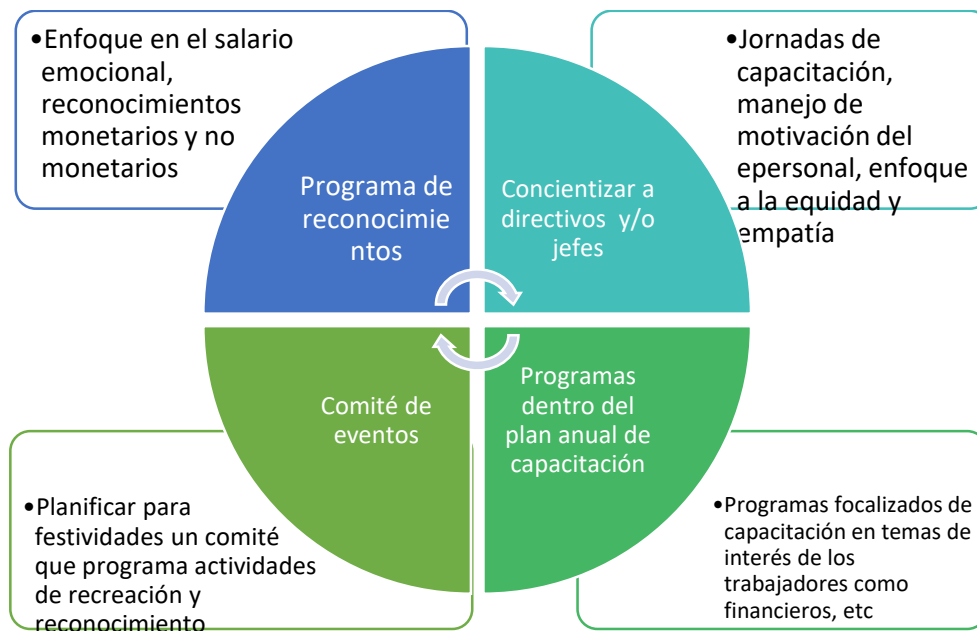 •Enfoque en el salario
emocional,
reconocimientos
monetarios y no
monetarios
Programa de
reconocimie
ntos
Concientizar a
directivos y/o
jefes
•Jornadas de
capacitación,
manejo de
motivación del
epersonal, enfoque
a la equidad y
empatía
Comité de
eventos
Programas
dentro del
plan anual de
capacitación
•Planificar para
festividades un comité
que programa actividades
de recreación y
reconocimiento
•Programas focalizados de
capacitación en temas de
interés de los
trabajadores como
financieros, etc